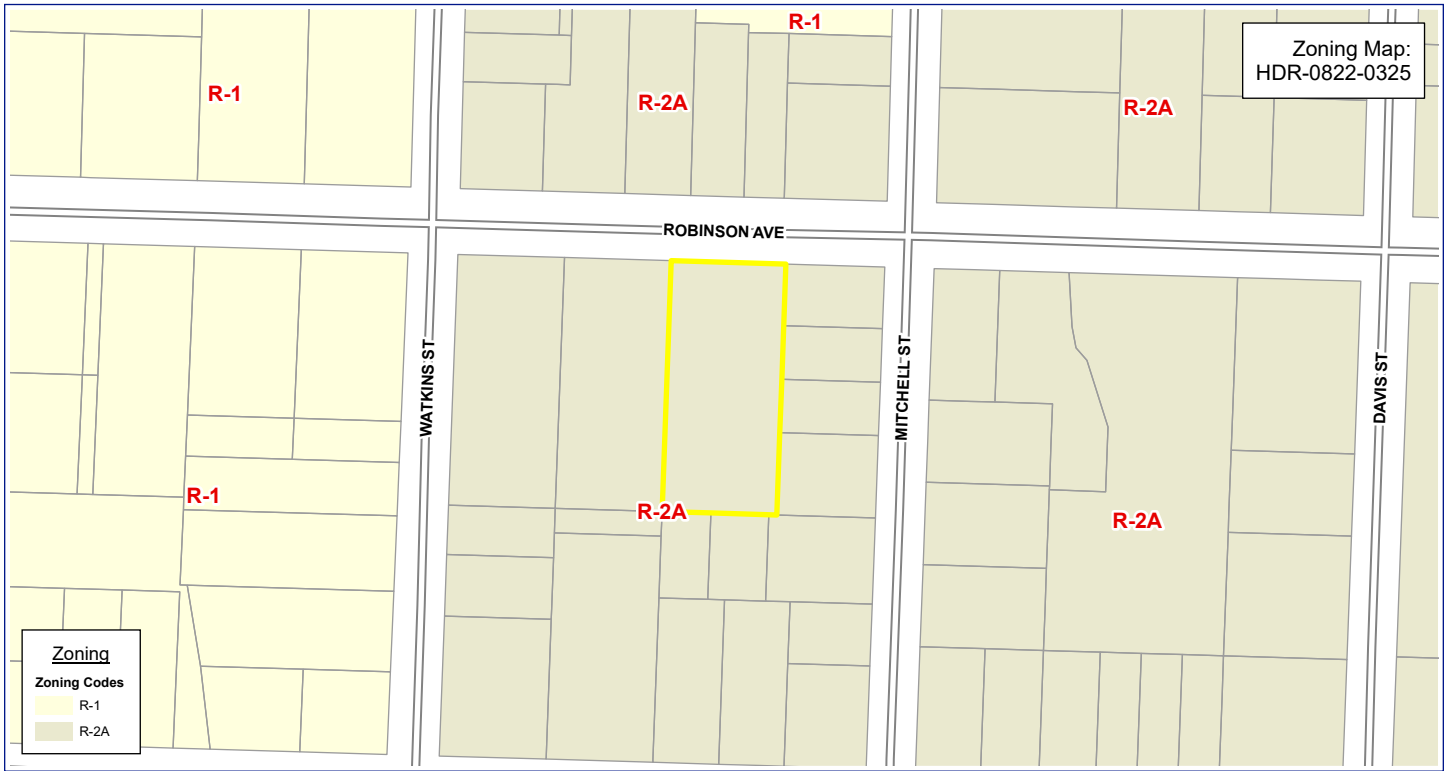 R-1
Zoning Map:
HDR-0822-0325
R-1
R-2A
R-2A
ROBINSON AVE
WATKINS ST
MITCHELL ST
DAVIS ST
R-1
R-2A
R-2A
Zoning
Zoning Codes
R-1
R-2A